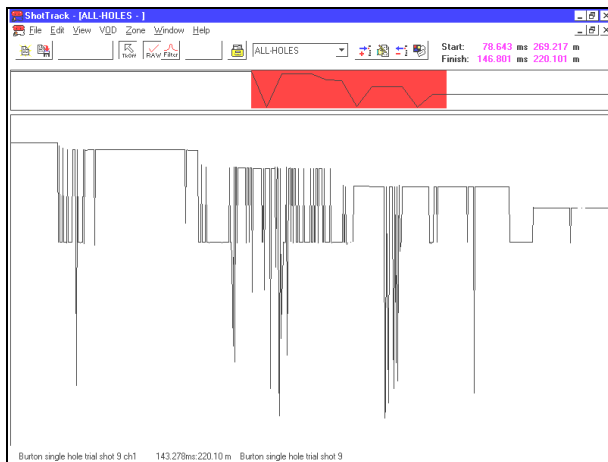 ShotTrack - [ALL-HOLES - ]
File Edit View VOD Zone Window Help
RAW Filter ALL-HOLES Start: 78.643 ms 269.217 m
Finish: 146.801 ms 220.101 m
Burton single hole trial shot 9 ch1 143.278ms:220.10 m Burton single hole trial shot 9